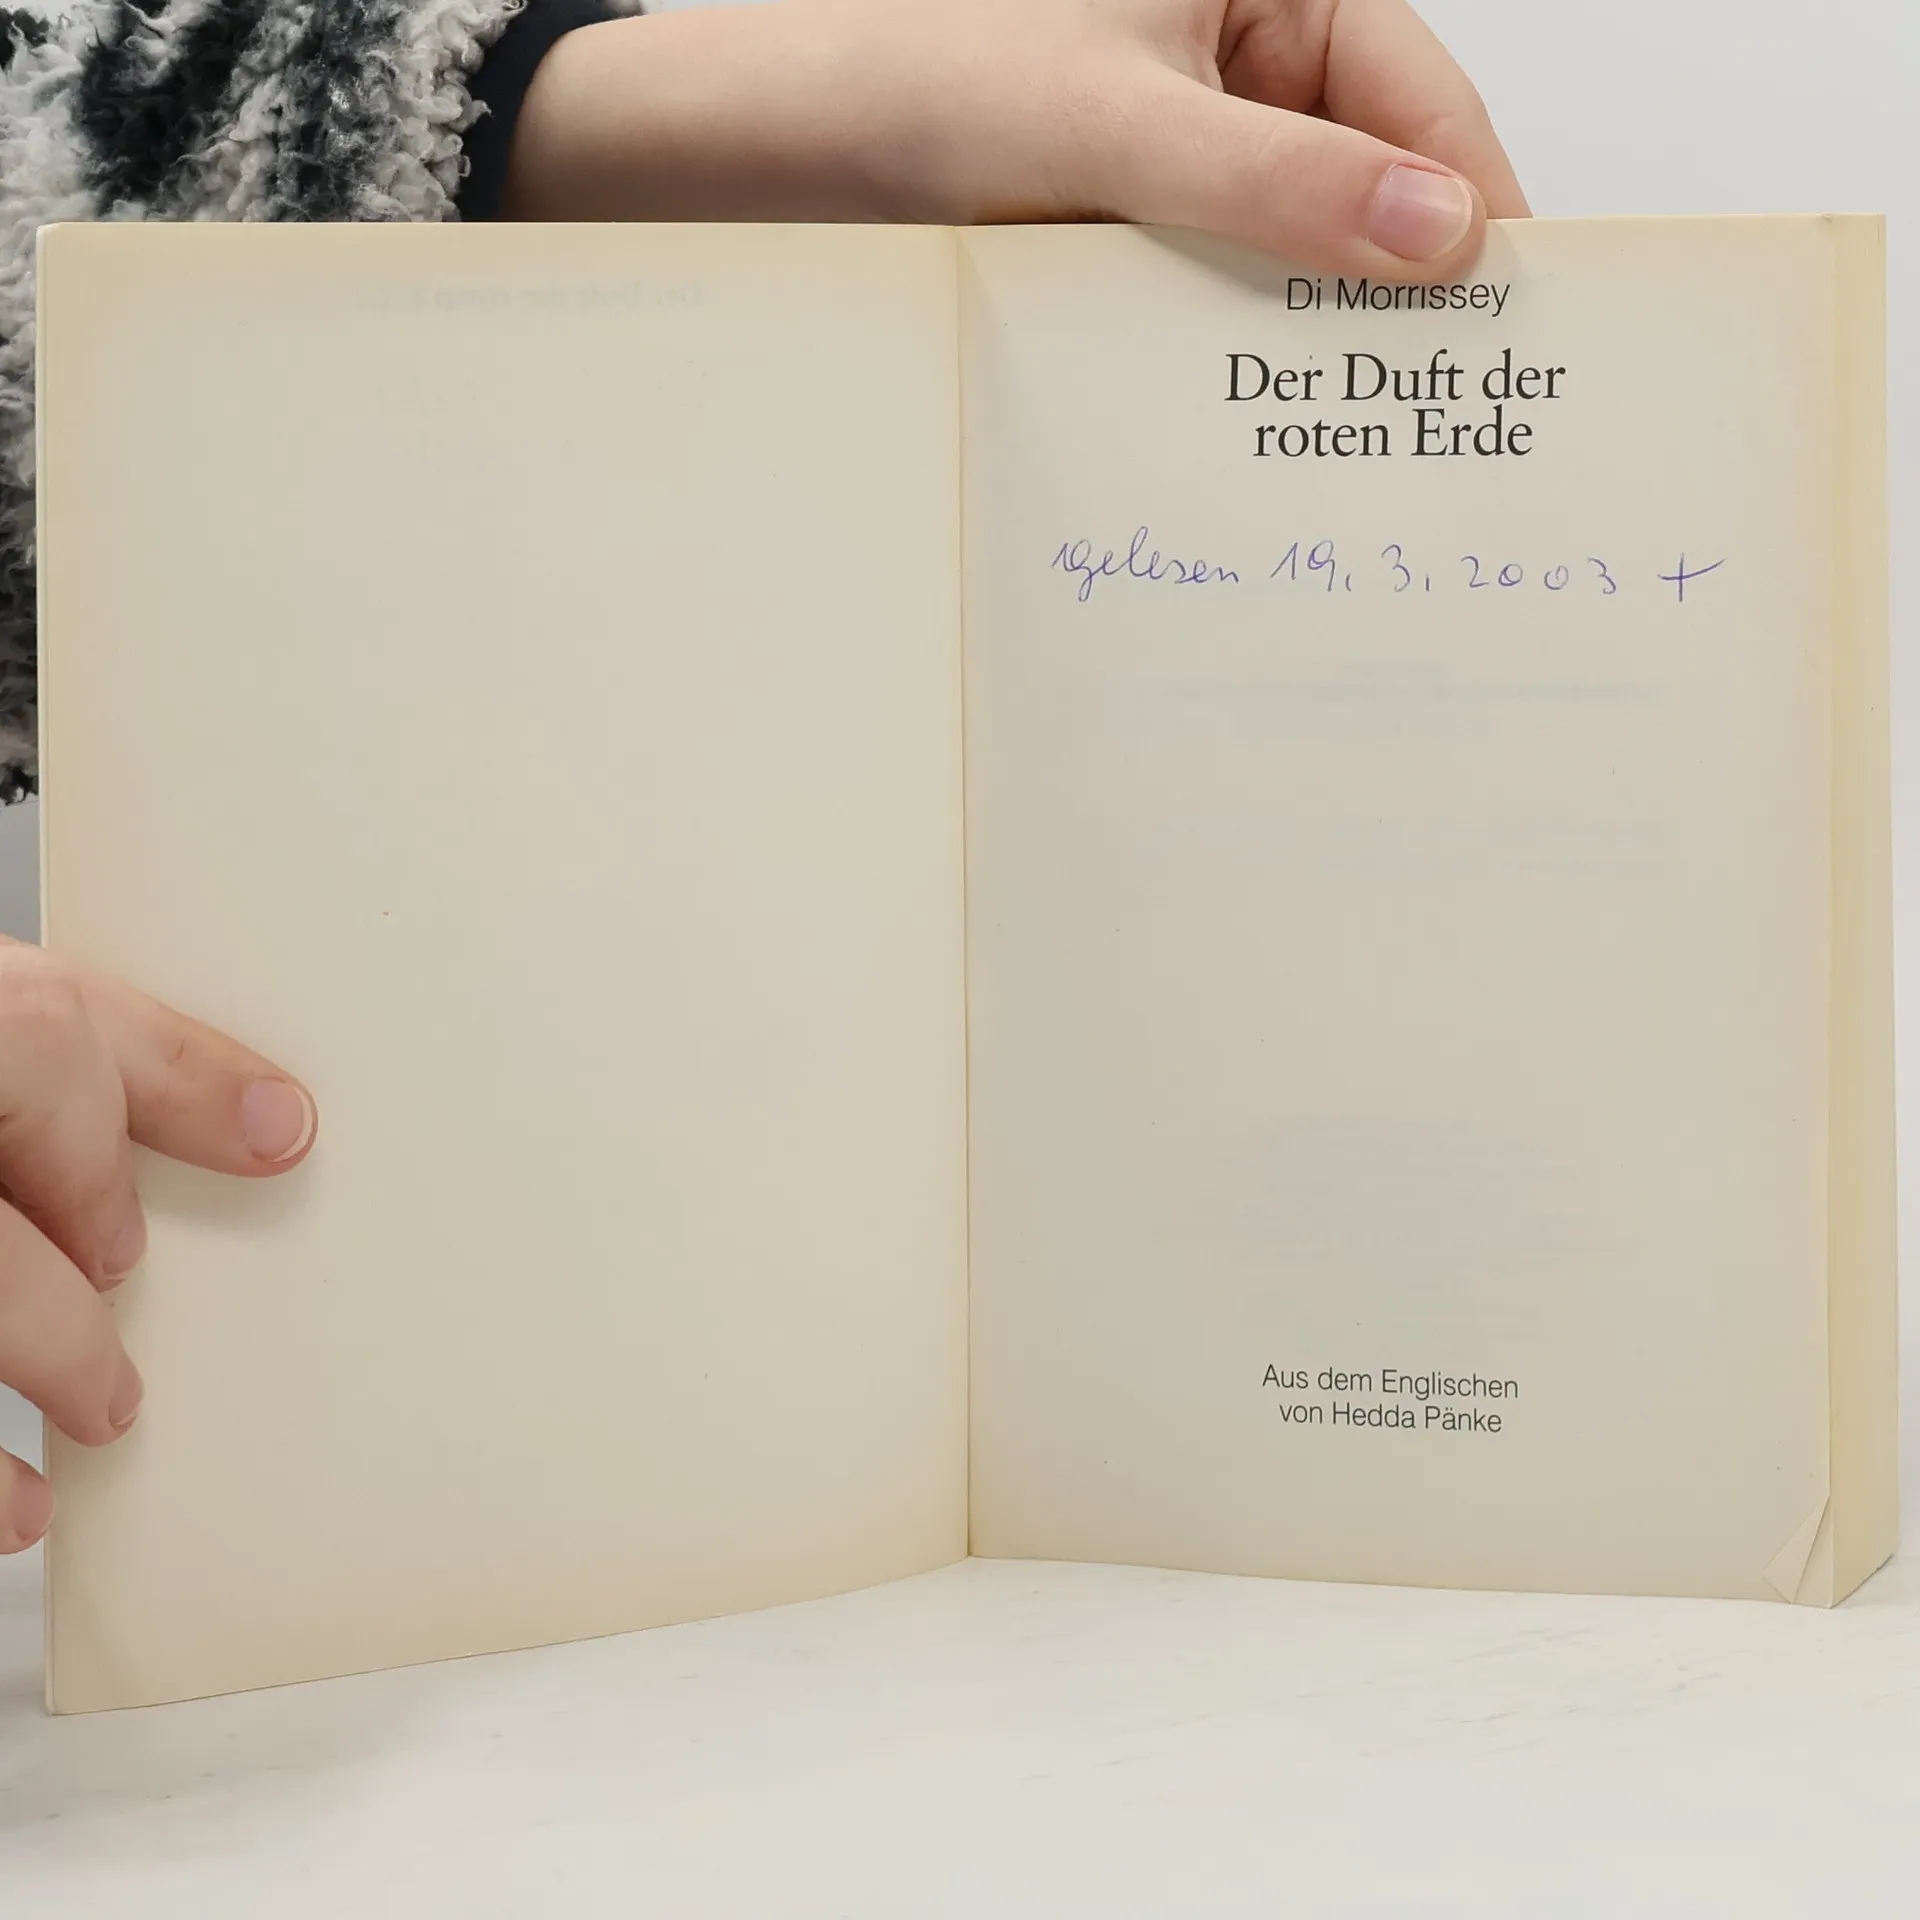 Di Morrissey
Der Duft der
roten Erde
gelesen 19. 3. 2003 +
Aus dem Englischen
von Hedda Pänke